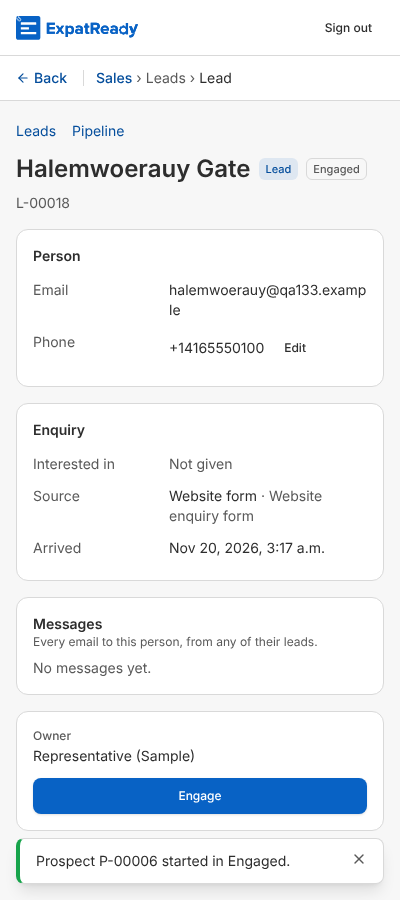 ExpatReady
Sign out
← Back
Sales › Leads › Lead
Leads Pipeline
Halemwoerauy Gate Lead Engaged
L-00018
Person
Email halemwoerauy@qa133.examp
le
Phone +14165550100 Edit
Enquiry
Interested in Not given
Source Website form · Website
enquiry form
Arrived Nov 20, 2026, 3:17 a.m.
Messages
Every email to this person, from any of their leads.
No messages yet.
Owner
Representative (Sample)
Engage
Prospect P-00006 started in Engaged.